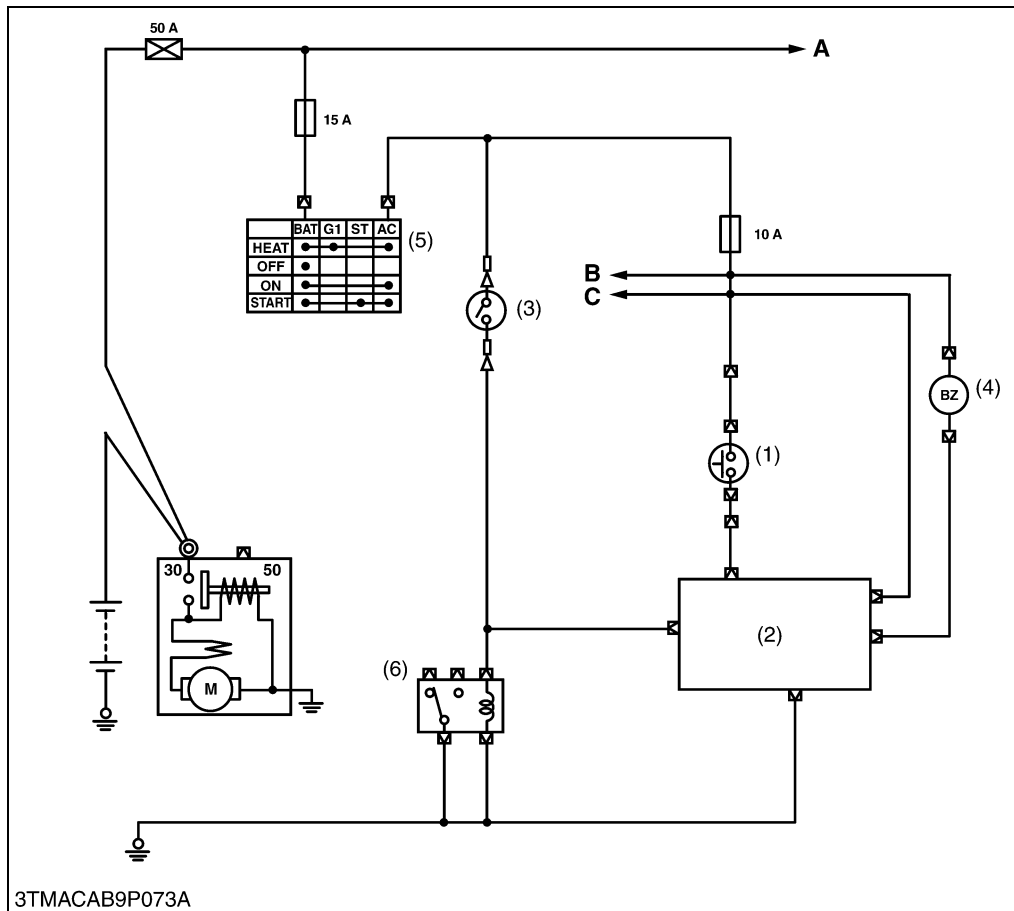 50 A
A
15 A
BAT G1 ST AC
(5)
HEAT
OFF
ON
START
10 A
B
C
(3)
BZ
(4)
(1)
30
50
M
(6)
(2)
3TMACAB9P073A